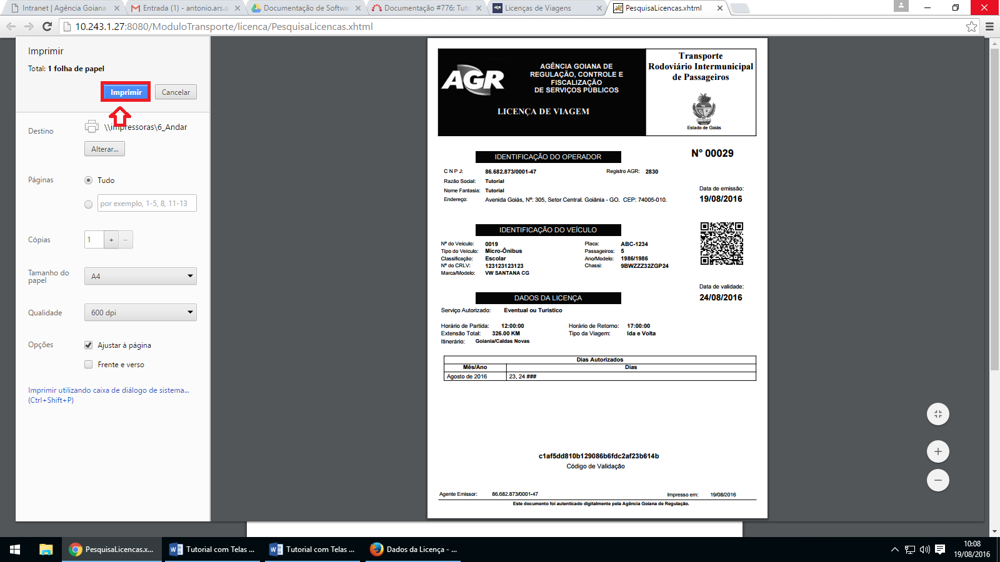 Intranet | Agência Goiana
Entrada (1) - antonio.ars.a
Documentação de Softwa
Documentação #776: Tuto
Licenças de Viagens
PesquisaLicencas.xhtml
10.243.1.27:8080/ModuloTransporte/licenca/PesquisaLicencas.xhtml
Imprimir
Total: 1 folha de papel
Imprimir
Cancelar
Destino
\\impressoras\6_Andar
Alterar...
Páginas
Tudo
por exemplo, 1-5, 8, 11-13
Cópias
1
+
−
Tamanho do
papel
A4
Qualidade
600 dpi
Opções
Ajustar à página
Frente e verso
Imprimir utilizando caixa de diálogo de sistema...
(Ctrl+Shift+P)
AGR
AGÊNCIA GOIANA DE
REGULAÇÃO, CONTROLE E
FISCALIZAÇÃO
DE SERVIÇOS PÚBLICOS
LICENÇA DE VIAGEM
Transporte
Rodoviário Intermunicipal
de Passageiros
Estado de Goiás
IDENTIFICAÇÃO DO OPERADOR
Nº 00029
C N P J: 86.682.873/0001-47 Registro AGR: 2830
Razão Social: Tutorial
Nome Fantasia: Tutorial
Endereço: Avenida Goiás, Nº: 305, Setor Central. Goiânia - GO. CEP: 74005-010.
Data de emissão:
19/08/2016
IDENTIFICAÇÃO DO VEÍCULO
Nº do Veículo: 0019 Placa: ABC-1234
Tipo do Veículo: Micro-Ônibus Passageiros: 5
Classificação: Escolar Ano/Modelo: 1986/1986
Nº do CRLV: 123123123123 Chassi: 9BWZZZ32ZGP24
Marca/Modelo: VW SANTANA CG
Data de validade:
24/08/2016
DADOS DA LICENÇA
Serviço Autorizado: Eventual ou Turístico
Horário de Partida: 12:00:00 Horário de Retorno: 17:00:00
Extensão Total: 326.00 KM Tipo da Viagem: Ida e Volta
Itinerário: Goiania/Caldas Novas
Dias Autorizados
Mês/Ano Dias
Agosto de 2016 23, 24 ###
c1af5dd810b129086b6fdc2af23b614b
Código de Validação
Agente Emissor: 86.682.873/0001-47 Impresso em: 19/08/2016
Este documento foi autenticado digitalmente pela Agência Goiana de Regulação.
PesquisaLicencas.x...
Tutorial com Telas ...
Tutorial com Telas ...
Dados da Licença - ...
10:08
19/08/2016